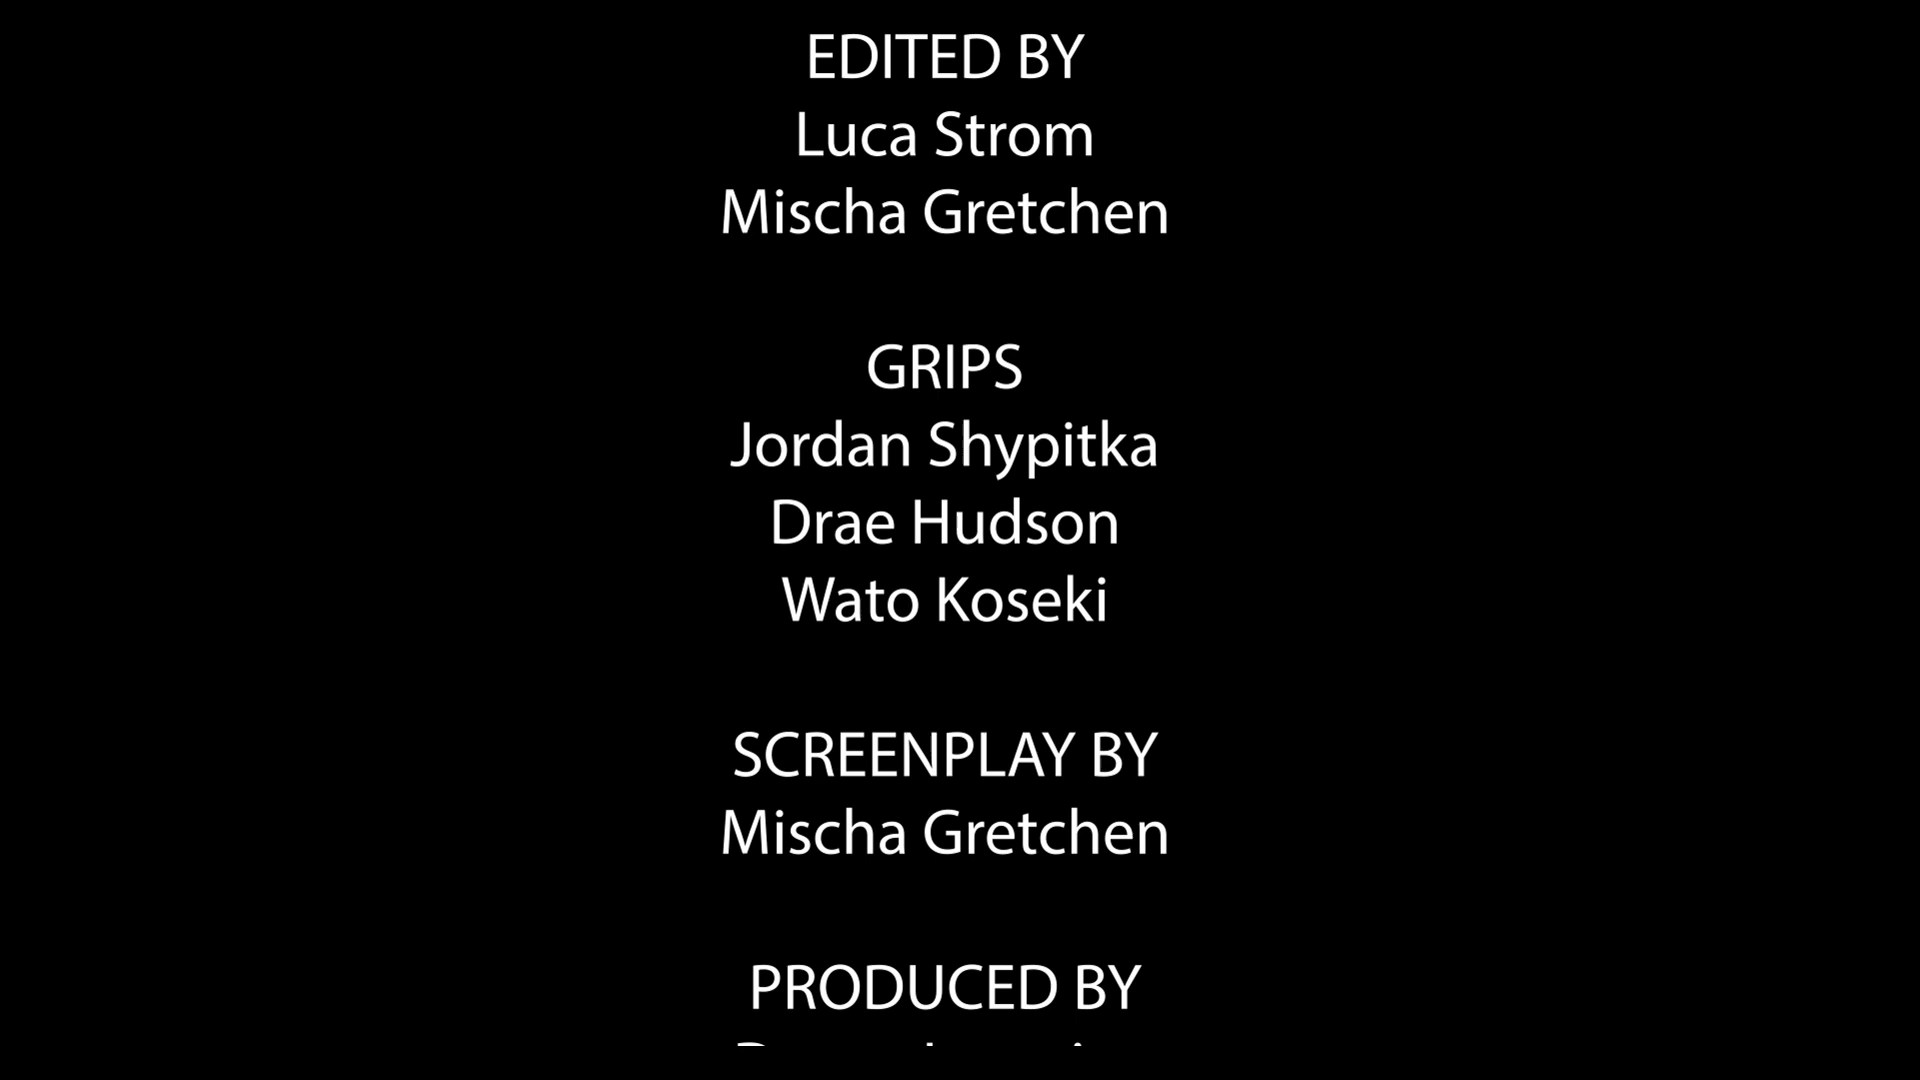 EDITED BY
Luca Strom
Mischa Gretchen
GRIPS
Jordan Shypitka
Drae Hudson
Wato Koseki
SCREENPLAY BY
Mischa Gretchen
PRODUCED BY